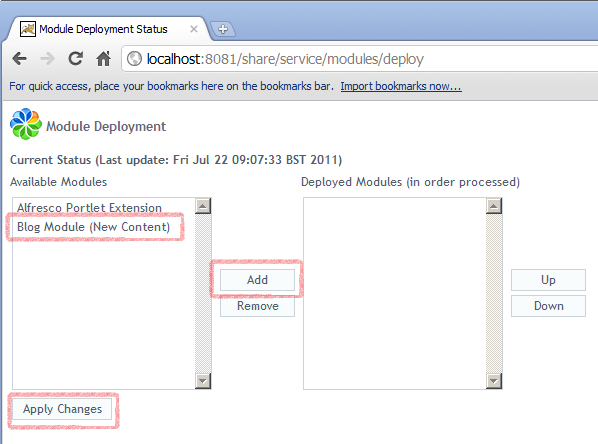 Module Deployment Status
localhost:8081/share/service/modules/deploy
For quick access, place your bookmarks here on the bookmarks bar. Import bookmarks now...
Module Deployment
Current Status (Last update: Fri Jul 22 09:07:33 BST 2011)
Available Modules
Deployed Modules (in order processed)
Alfresco Portlet Extension
Blog Module (New Content)
Add
Remove
Up
Down
Apply Changes